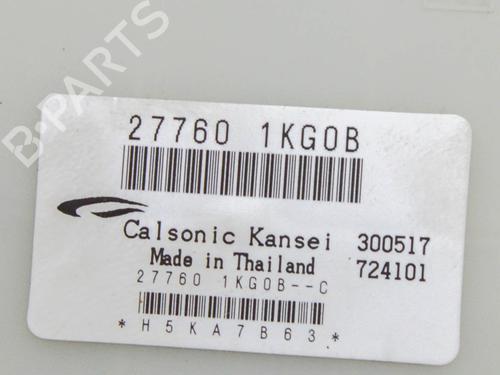 B-PARTS
27760 1KG0B
Calsonic Kansei 300517
Made in Thailand 724101
27760 1KG0B--C
*H5KA7B63*